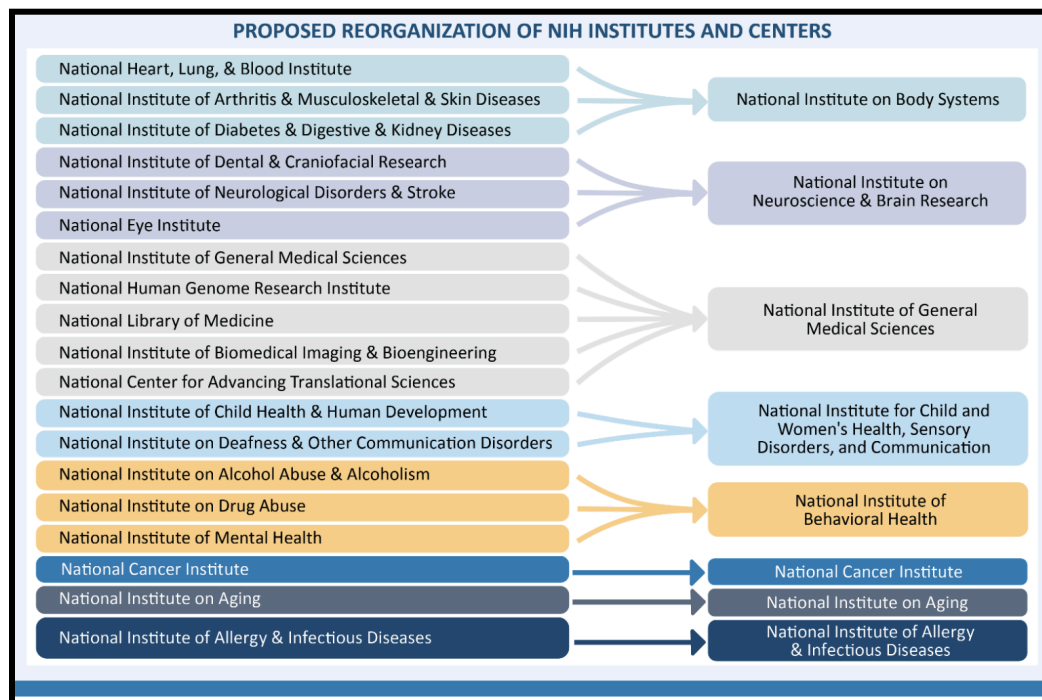 PROPOSED REORGANIZATION OF NIH INSTITUTES AND CENTERS
National Heart, Lung, & Blood Institute
National Institute of Arthritis & Musculoskeletal & Skin Diseases
National Institute of Diabetes & Digestive & Kidney Diseases
National Institute on Body Systems
National Institute of Dental & Craniofacial Research
National Institute of Neurological Disorders & Stroke
National Eye Institute
National Institute on
Neuroscience & Brain Research
National Institute of General Medical Sciences
National Human Genome Research Institute
National Library of Medicine
National Institute of Biomedical Imaging & Bioengineering
National Center for Advancing Translational Sciences
National Institute of General
Medical Sciences
National Institute of Child Health & Human Development
National Institute on Deafness & Other Communication Disorders
National Institute for Child and
Women's Health, Sensory
Disorders, and Communication
National Institute on Alcohol Abuse & Alcoholism
National Institute on Drug Abuse
National Institute of Mental Health
National Institute of
Behavioral Health
National Cancer Institute
National Cancer Institute
National Institute on Aging
National Institute on Aging
National Institute of Allergy & Infectious Diseases
National Institute of Allergy
& Infectious Diseases